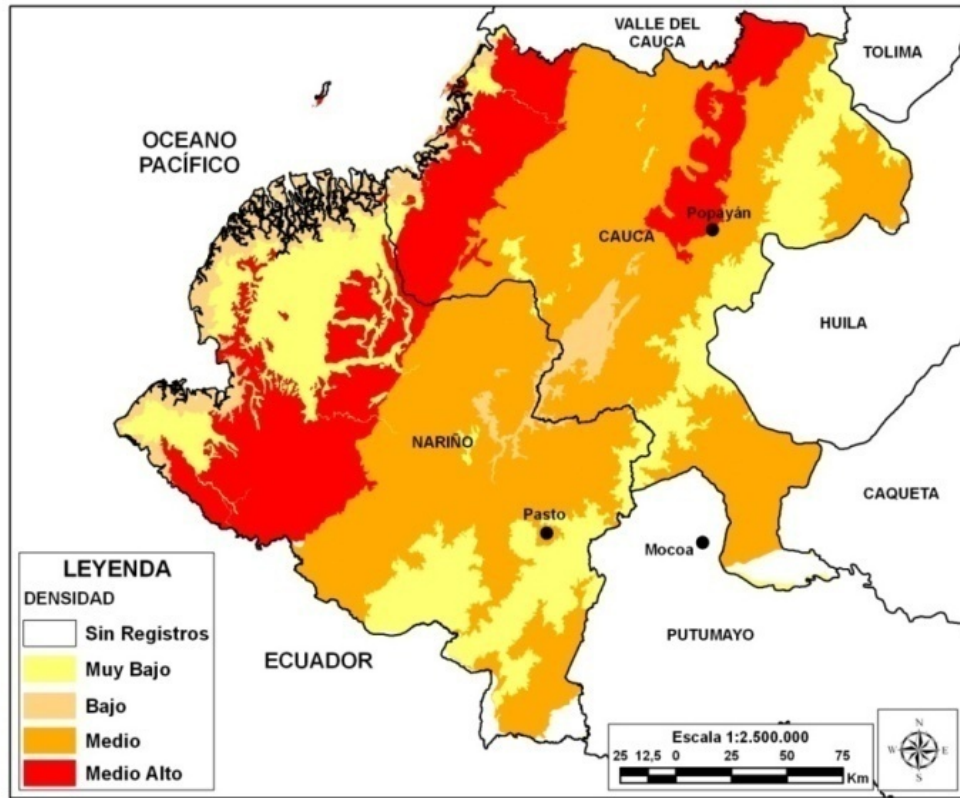 VALLE DEL
CAUCA
TOLIMA
OCEANO
PACÍFICO
Popayán
CAUCA
HUILA
NARIÑO
CAQUETA
Pasto
Mocoa
PUTUMAYO
ECUADOR
LEYENDA
DENSIDAD
Sin Registros
Muy Bajo
Bajo
Medio
Medio Alto
Escala 1:2.500.000
25 12,5 0 25 50 75
Km
N
W E
S